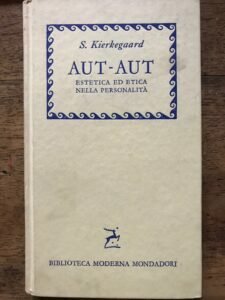 S. Kierkegaard
AUT-AUT
ESTETICA ED ETICA
NELLA PERSONALITÀ
BIBLIOTECA MODERNA MONDADORI